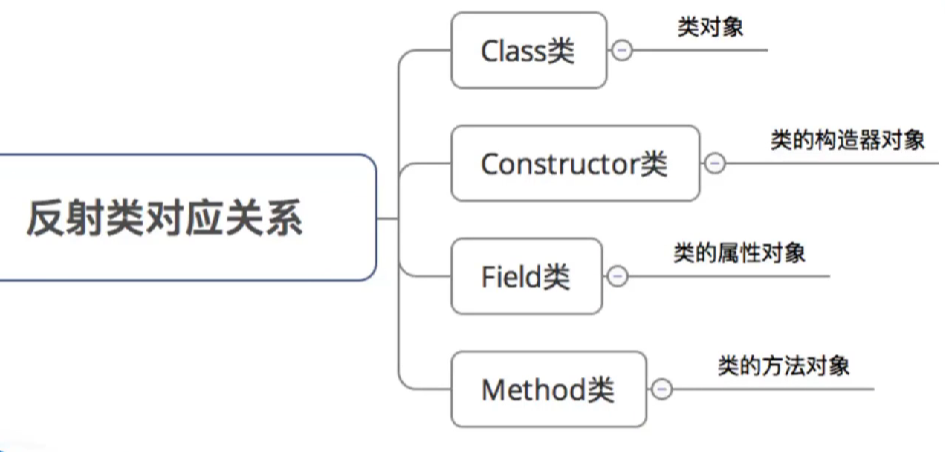 反射类对应关系
Class类
类对象
Constructor类
类的构造器对象
Field类
类的属性对象
Method类
类的方法对象